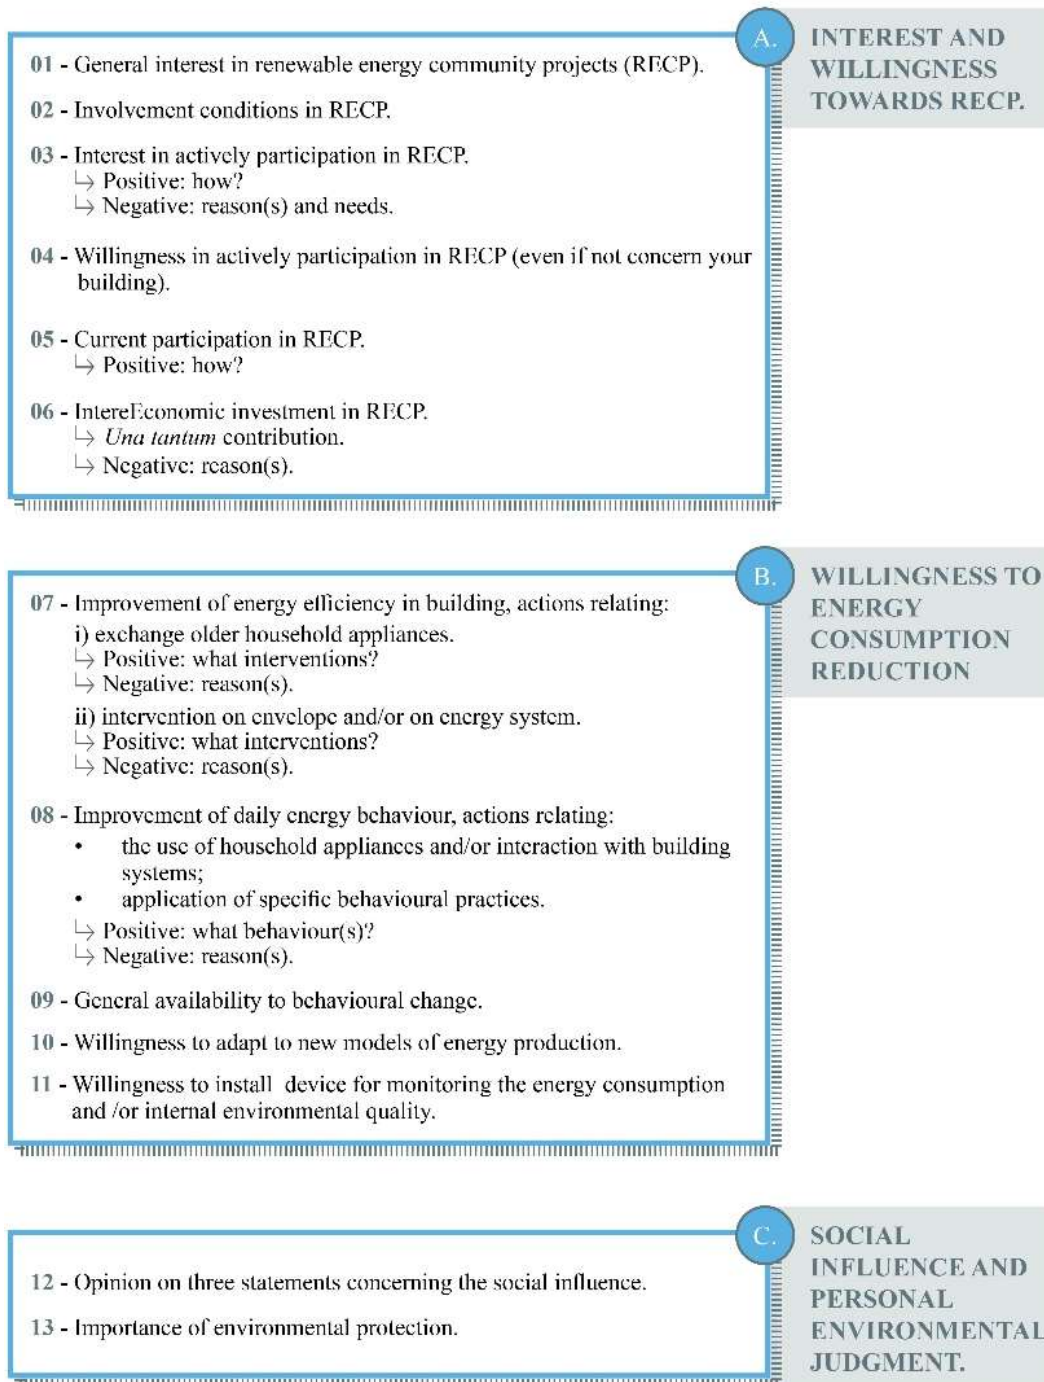 A.
INTEREST AND
WILLINGNESS
TOWARDS RECP.
01 - General interest in renewable energy community projects (RECP).
02 - Involvement conditions in RECP.
03 - Interest in actively participation in RECP.
↳ Positive: how?
↳ Negative: reason(s) and needs.
04 - Willingness in actively participation in RECP (even if not concern your
building).
05 - Current participation in RECP.
↳ Positive: how?
06 - IntereEconomic investment in RECP.
↳ Una tantum contribution.
↳ Negative: reason(s).
B.
WILLINGNESS TO
ENERGY
CONSUMPTION
REDUCTION
07 - Improvement of energy efficiency in building, actions relating:
i) exchange older household appliances.
↳ Positive: what interventions?
↳ Negative: reason(s).
ii) intervention on envelope and/or on energy system.
↳ Positive: what interventions?
↳ Negative: reason(s).
08 - Improvement of daily energy behaviour, actions relating:
• the use of household appliances and/or interaction with building
systems;
• application of specific behavioural practices.
↳ Positive: what behaviour(s)?
↳ Negative: reason(s).
09 - General availability to behavioural change.
10 - Willingness to adapt to new models of energy production.
11 - Willingness to install device for monitoring the energy consumption
and /or internal environmental quality.
C.
SOCIAL
INFLUENCE AND
PERSONAL
ENVIRONMENTAL
JUDGMENT.
12 - Opinion on three statements concerning the social influence.
13 - Importance of environmental protection.